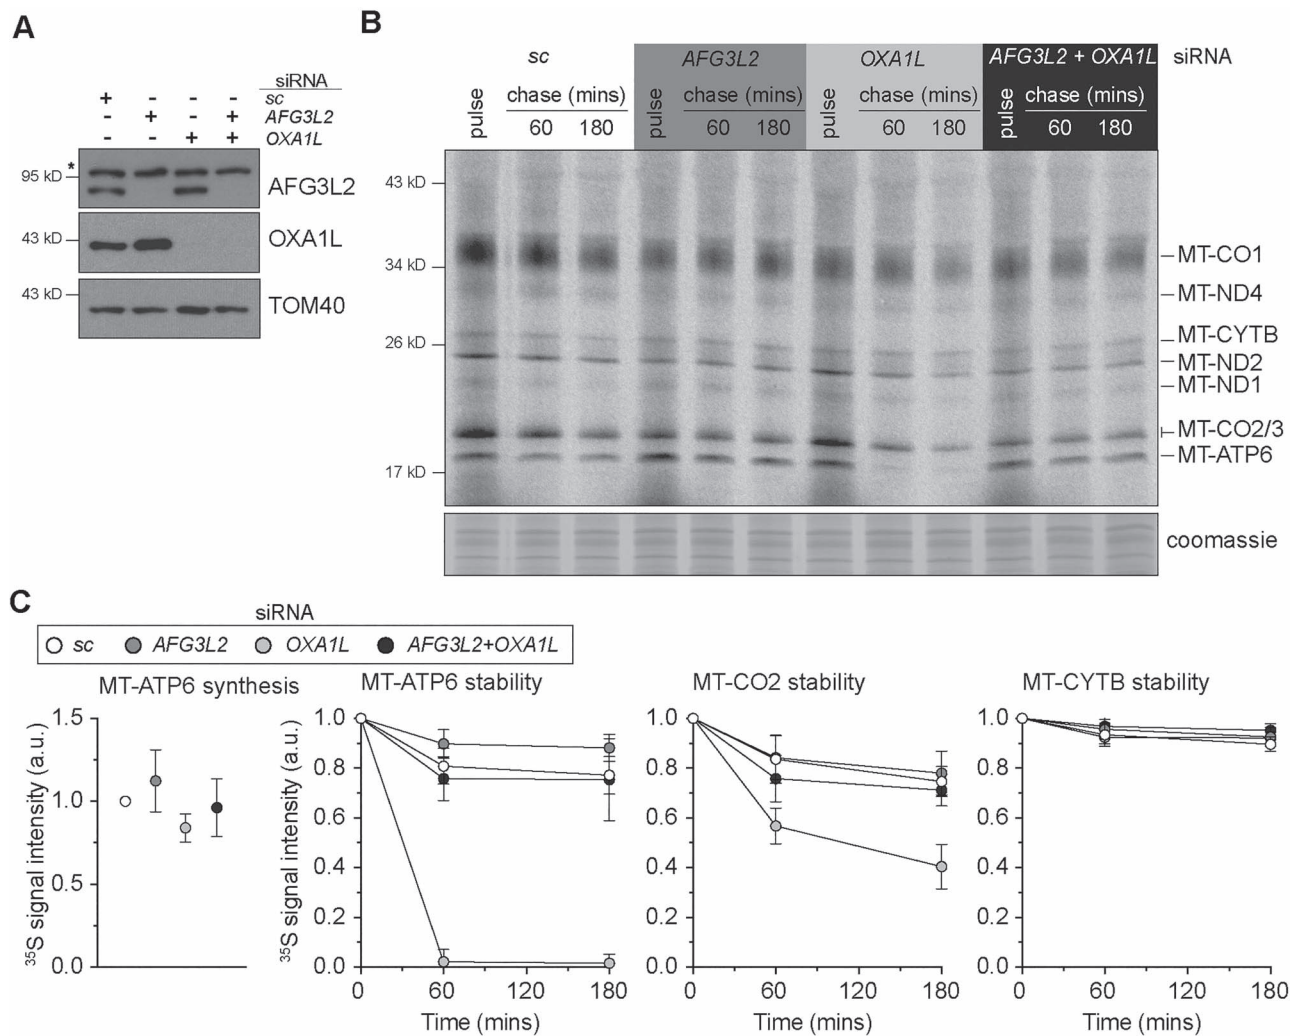 A
siRNA
+ - - - sc
- + - + AFG3L2
- - + + OXA1L
*
95 kD
AFG3L2
43 kD
OXA1L
43 kD
TOM40
B
sc AFG3L2 OXA1L AFG3L2 + OXA1L siRNA
pulse chase (mins) pulse chase (mins) pulse chase (mins) pulse chase (mins)
60 180 60 180 60 180 60 180
43 kD
34 kD
26 kD
17 kD
MT-CO1
MT-ND4
MT-CYTB
MT-ND2
MT-ND1
MT-CO2/3
MT-ATP6
coomassie
C
siRNA
sc AFG3L2 OXA1L AFG3L2+OXA1L
MT-ATP6 synthesis
35S signal intensity (a.u.)
1.5
1.0
0.5
0.0
MT-ATP6 stability
35S signal intensity (a.u.)
1.0
0.8
0.6
0.4
0.2
0.0
0 60 120 180
Time (mins)
MT-CO2 stability
1.0
0.8
0.6
0.4
0.2
0.0
0 60 120 180
Time (mins)
MT-CYTB stability
1.0
0.8
0.6
0.4
0.2
0.0
0 60 120 180
Time (mins)